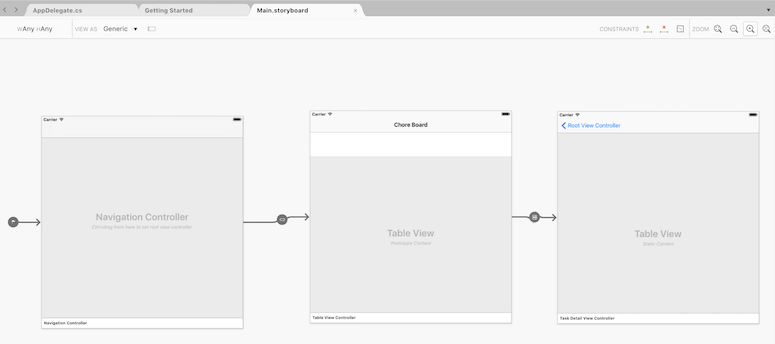 AppDelegate.cs Getting Started Main.storyboard
wAny hAny VIEW AS Generic CONSTRAINTS ZOOM
Carrier
Navigation Controller
Ctrl+drag from here to set root view controller
Navigation Controller
Carrier
Chore Board
Table View
Prototype Content
Table View Controller
Carrier
Root View Controller
Table View
Static Content
Task Detail View Controller